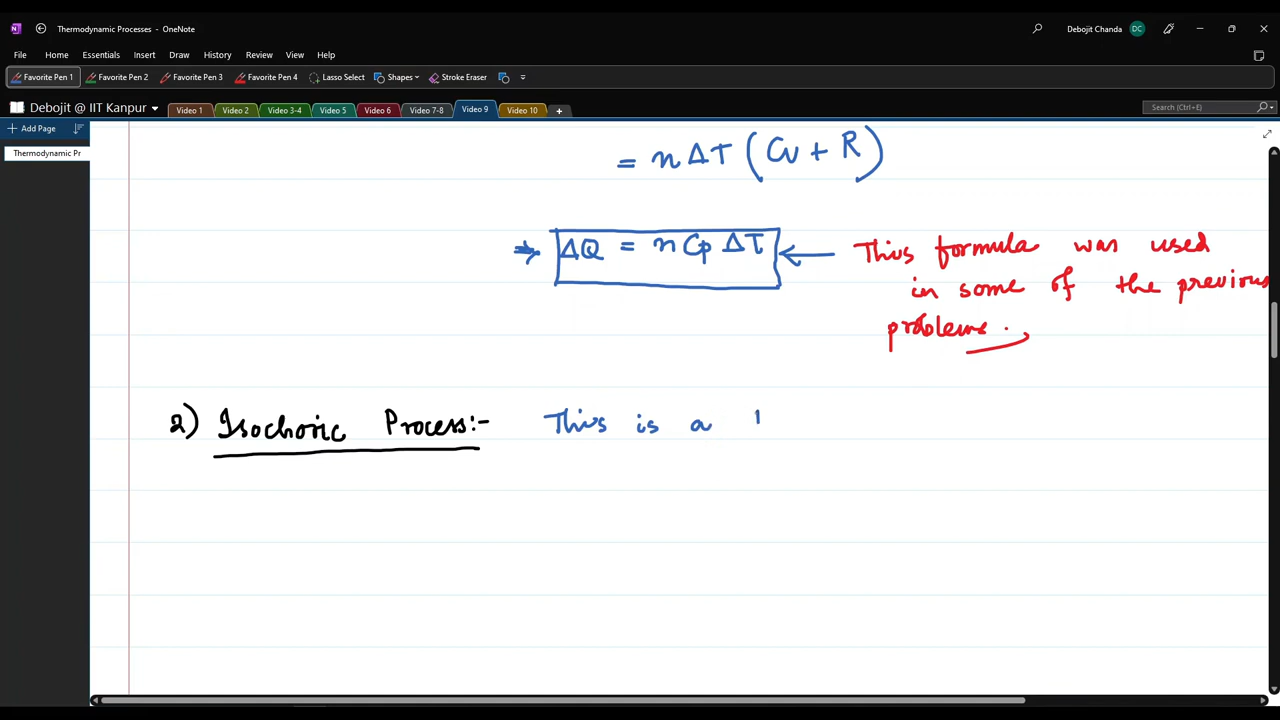 Thermodynamic Processes - OneNote
Debojit Chanda DC
File Home Essentials Insert Draw History Review View Help
Favorite Pen 1 Favorite Pen 2 Favorite Pen 3 Favorite Pen 4 Lasso Select Shapes Stroke Eraser
Debojit @ IIT Kanpur Video 1 Video 2 Video 3-4 Video 5 Video 6 Video 7-8 Video 9 Video 10 + Search (Ctrl+E)
+ Add Page
Thermodynamic Pr
= nΔT (Cv + R)
⇒ ΔQ = n Cp ΔT ← This formula was used
in some of the previous
problems.
2) Isochoric Process:- This is a